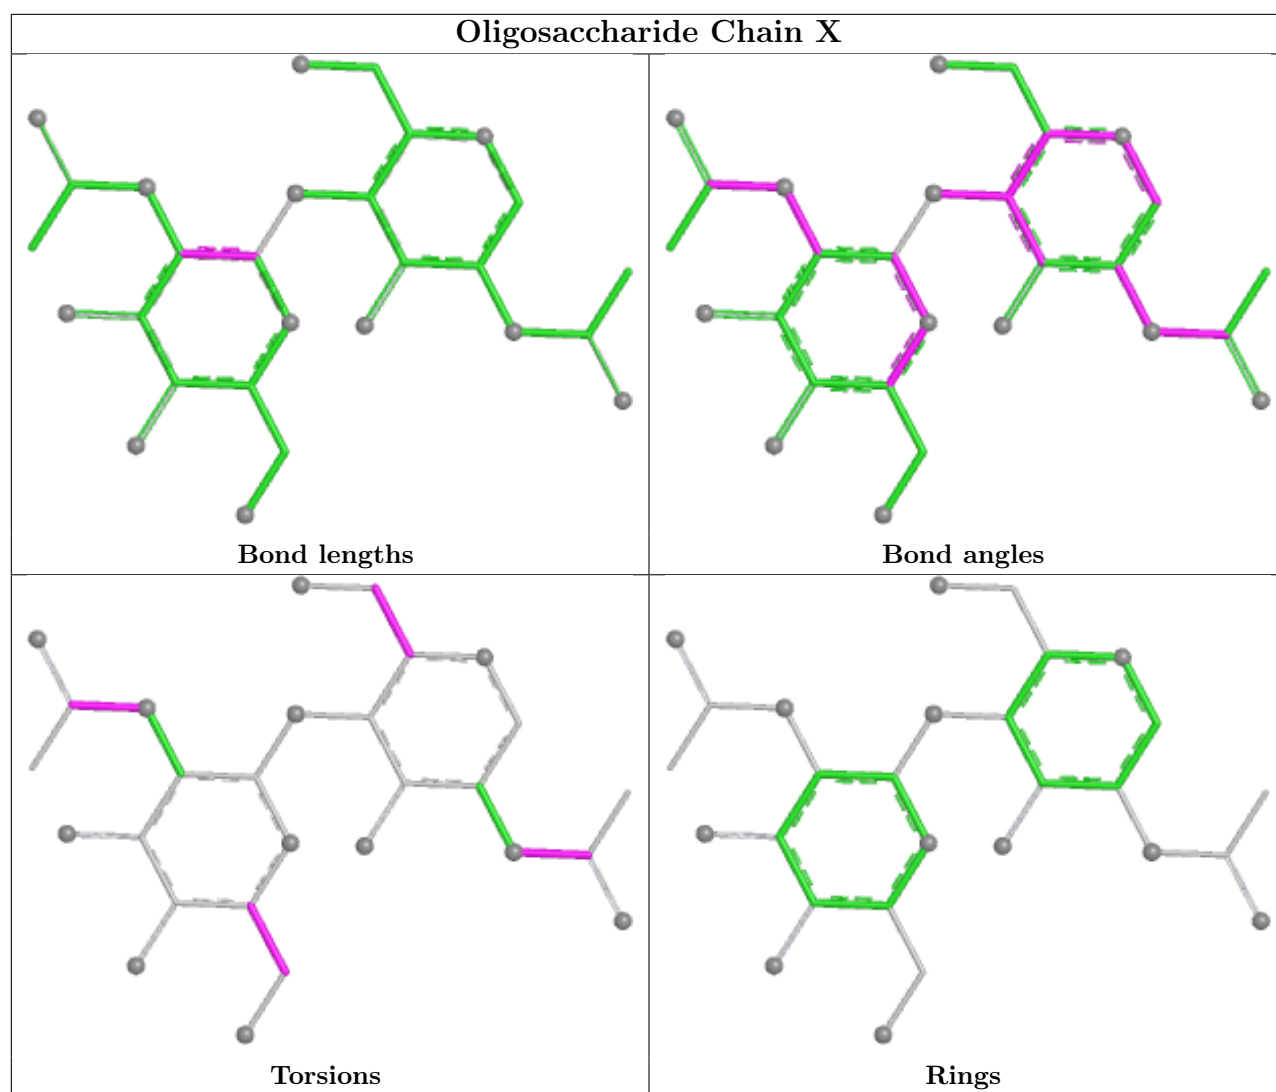 Oligosaccharide Chain X
Bond lengths
Bond angles
Torsions
Rings